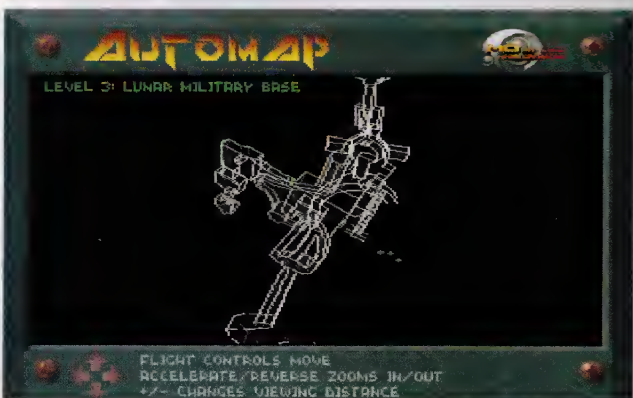 AUTOMAP
LEVEL 3: LUNAR MILITARY BASE
FLIGHT CONTROLS MOVE
ACCELERATE/REVERSE ZOOMS IN/OUT
+/- CHANGES VIEWING DISTANCE